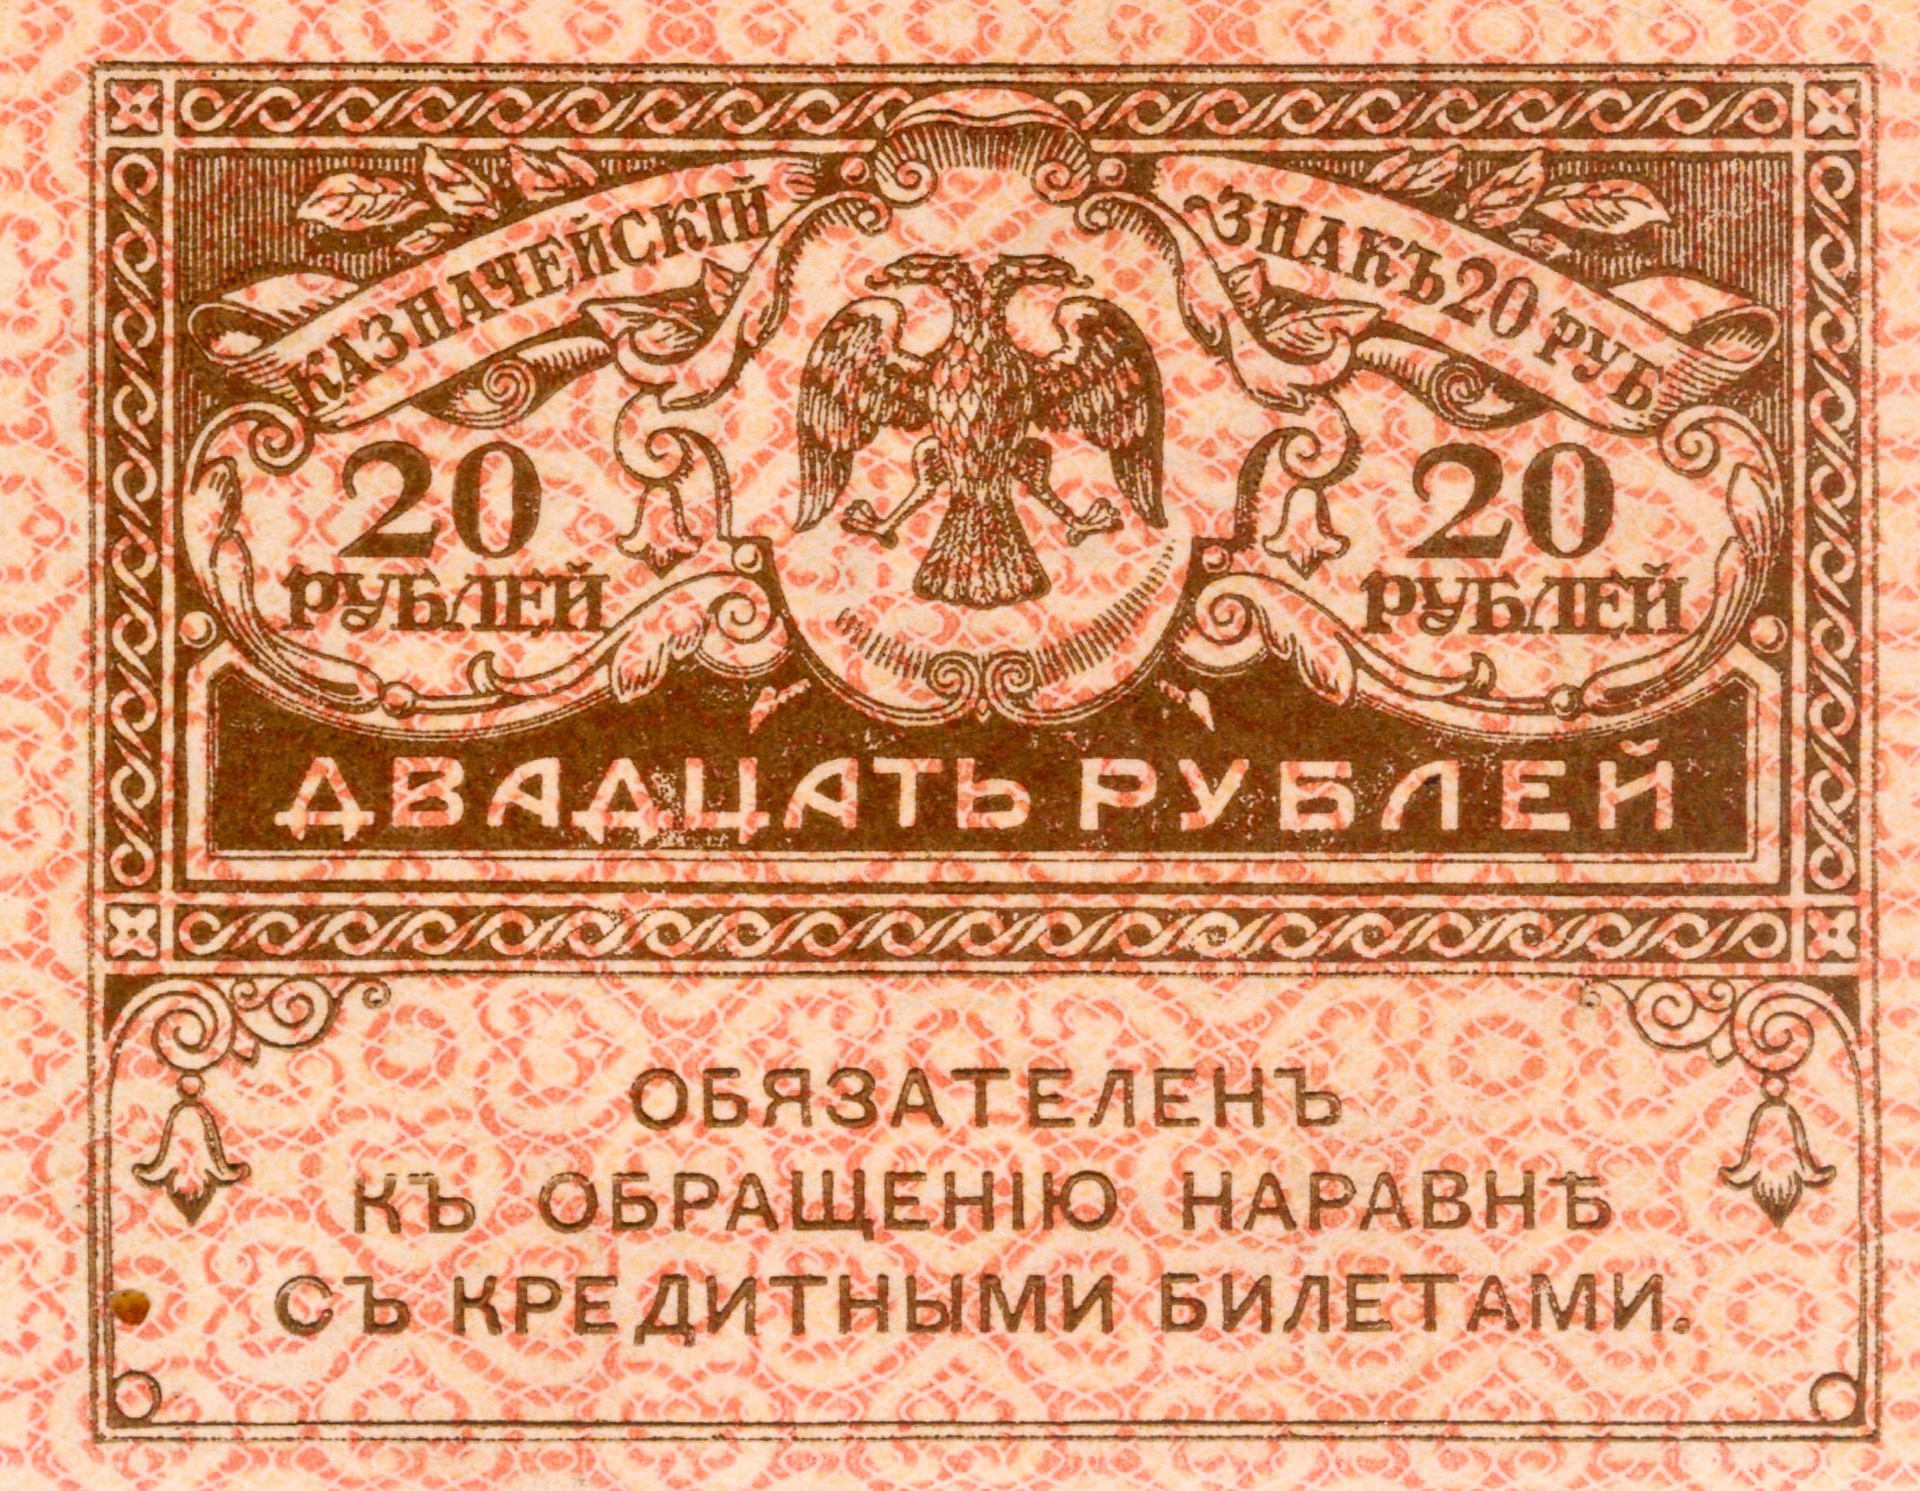 КАЗНАЧЕЙСКІЙ ЗНАКЪ 20 РУБ
20 20
РУБЛЕЙ РУБЛЕЙ
ДВАДЦАТЬ РУБЛЕЙ
ОБЯЗАТЕЛЕНЪ
КЪ ОБРАЩЕНІЮ НАРАВНѢ
СЪ КРЕДИТНЫМИ БИЛЕТАМИ.